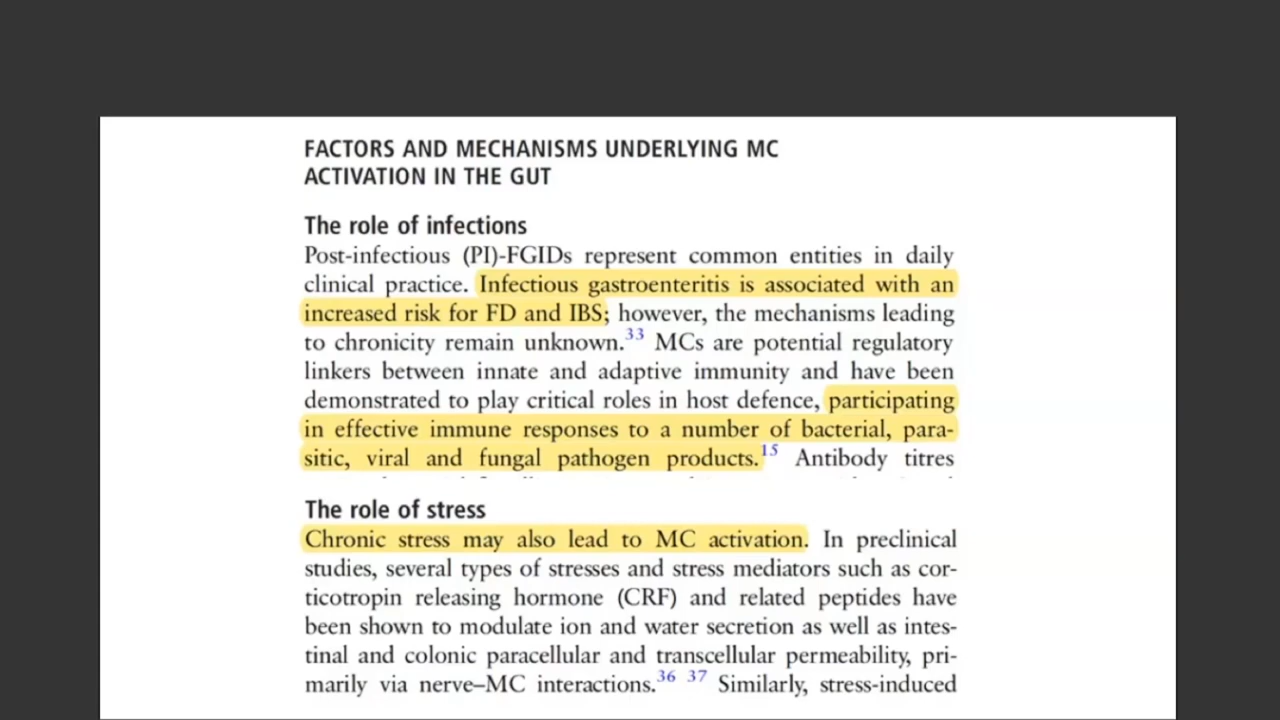 FACTORS AND MECHANISMS UNDERLYING MC
ACTIVATION IN THE GUT
The role of infections
Post-infectious (PI)-FGIDs represent common entities in daily
clinical practice. Infectious gastroenteritis is associated with an
increased risk for FD and IBS; however, the mechanisms leading
to chronicity remain unknown.33 MCs are potential regulatory
linkers between innate and adaptive immunity and have been
demonstrated to play critical roles in host defence, participating
in effective immune responses to a number of bacterial, para-
sitic, viral and fungal pathogen products.15 Antibody titres
The role of stress
Chronic stress may also lead to MC activation. In preclinical
studies, several types of stresses and stress mediators such as cor-
ticotropin releasing hormone (CRF) and related peptides have
been shown to modulate ion and water secretion as well as intes-
tinal and colonic paracellular and transcellular permeability, pri-
marily via nerve–MC interactions.36 37 Similarly, stress-induced